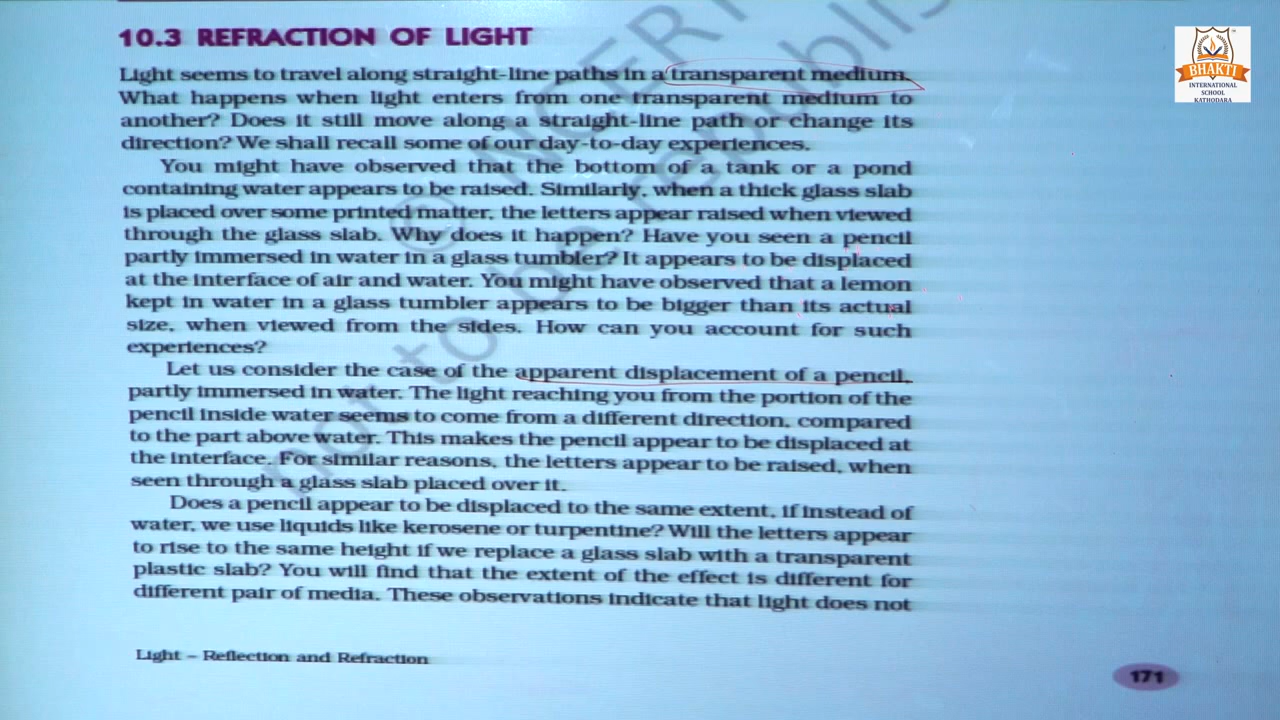 10.3 REFRACTION OF LIGHT
Light seems to travel along straight-line paths in a transparent medium.
What happens when light enters from one transparent medium to
another? Does it still move along a straight-line path or change its
direction? We shall recall some of our day-to-day experiences.
You might have observed that the bottom of a tank or a pond
containing water appears to be raised. Similarly, when a thick glass slab
is placed over some printed matter, the letters appear raised when viewed
through the glass slab. Why does it happen? Have you seen a pencil
partly immersed in water in a glass tumbler? It appears to be displaced
at the interface of air and water. You might have observed that a lemon
kept in water in a glass tumbler appears to be bigger than its actual
size, when viewed from the sides. How can you account for such
experiences?
Let us consider the case of the apparent displacement of a pencil,
partly immersed in water. The light reaching you from the portion of the
pencil inside water seems to come from a different direction, compared
to the part above water. This makes the pencil appear to be displaced at
the interface. For similar reasons, the letters appear to be raised, when
seen through a glass slab placed over it.
Does a pencil appear to be displaced to the same extent, if instead of
water, we use liquids like kerosene or turpentine? Will the letters appear
to rise to the same height if we replace a glass slab with a transparent
plastic slab? You will find that the extent of the effect is different for
different pair of media. These observations indicate that light does not
Light – Reflection and Refraction
171
© NCERT
not to be republis
BHAKTI
INTERNATIONAL
SCHOOL
KATHODARA